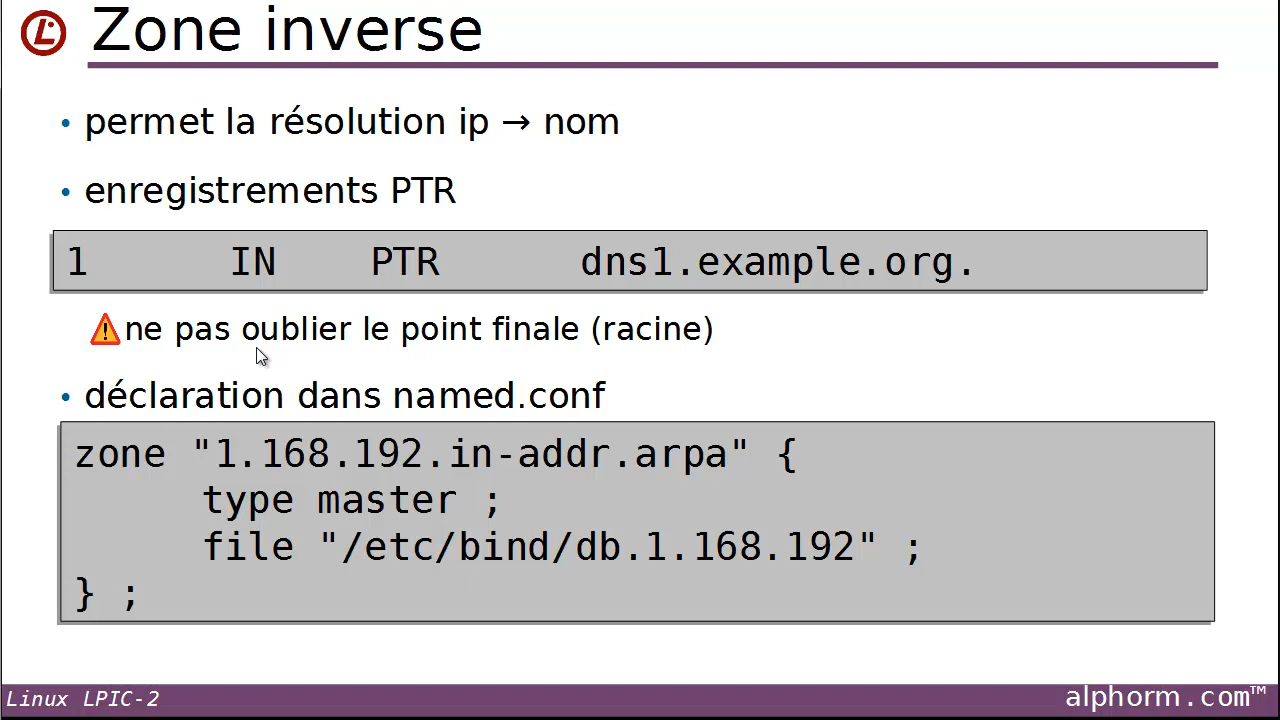 Zone inverse
• permet la résolution ip → nom
• enregistrements PTR
1 IN PTR dns1.example.org.
ne pas oublier le point finale (racine)
• déclaration dans named.conf
zone "1.168.192.in-addr.arpa" {
type master ;
file "/etc/bind/db.1.168.192" ;
} ;
Linux LPIC-2
alphorm.com™